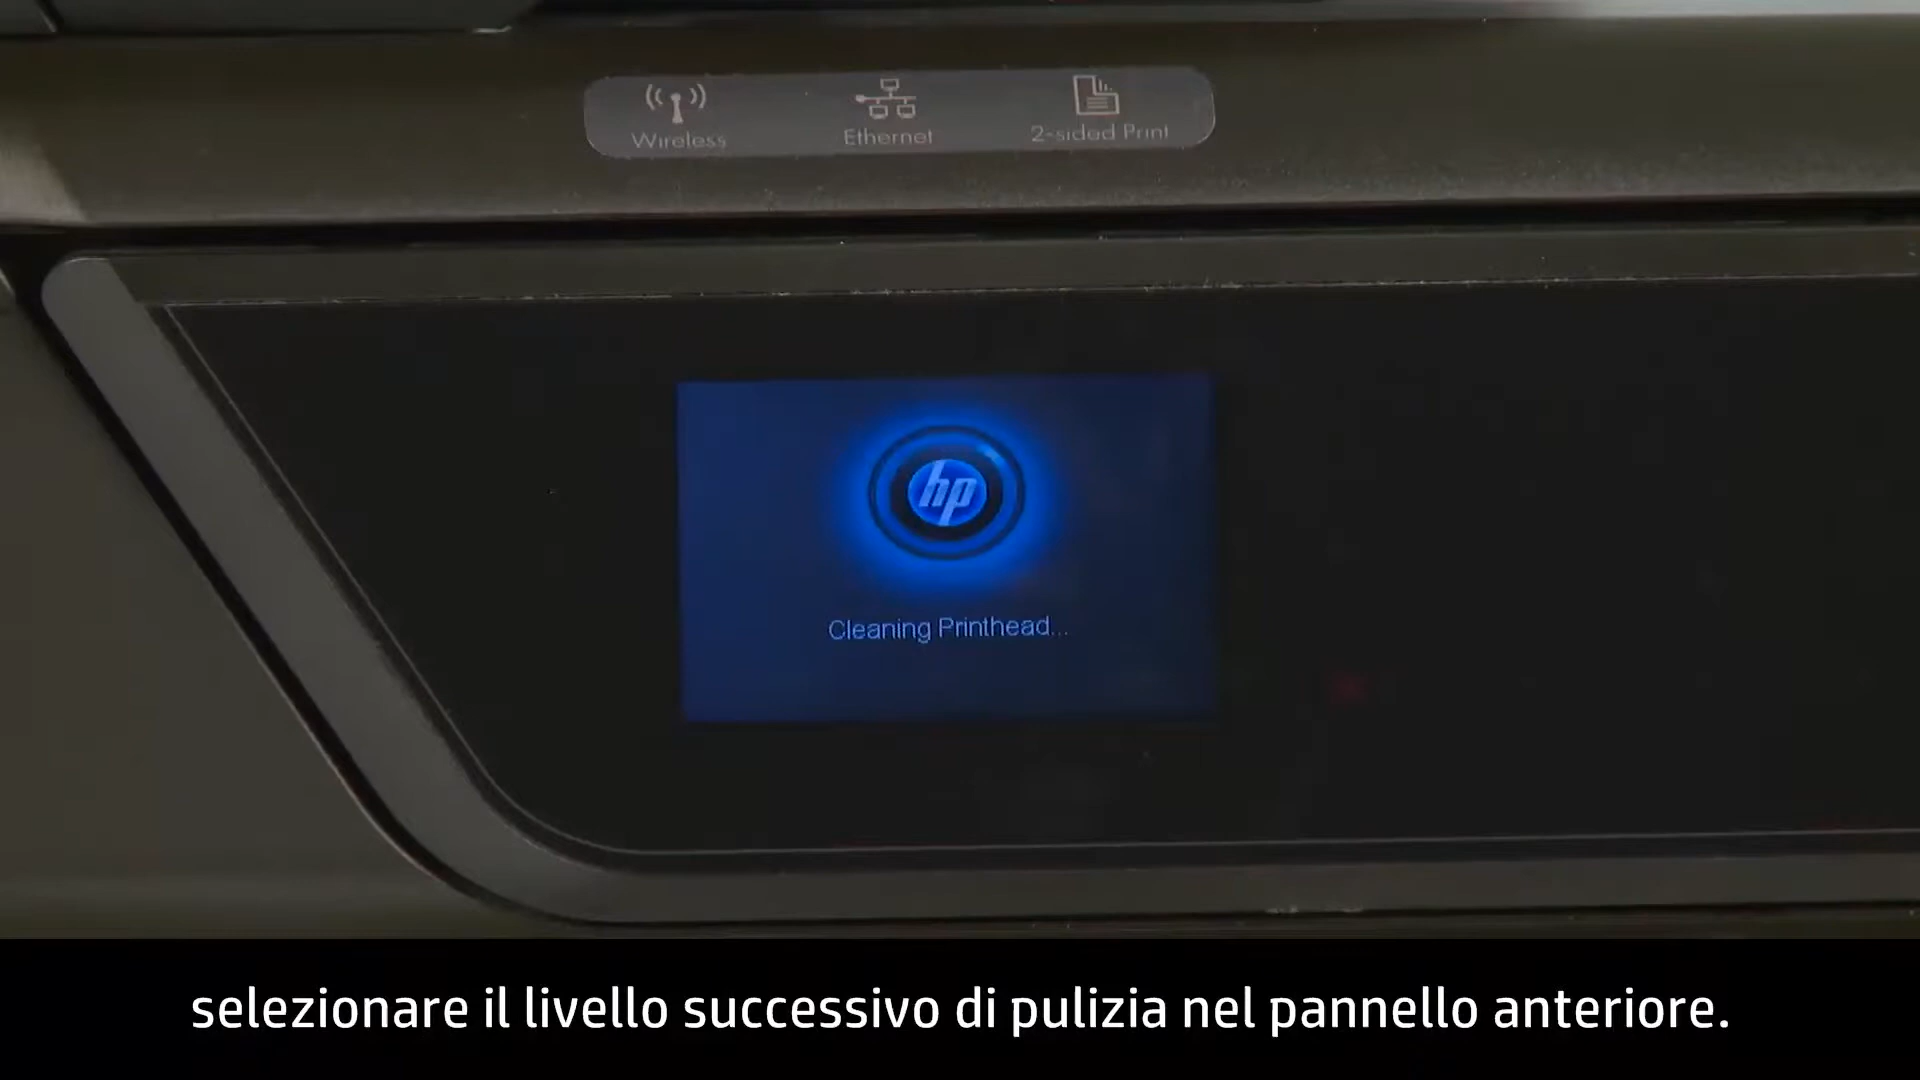 Wireless
Ethernet
2-sided Print
hp
Cleaning Printhead...
selezionare il livello successivo di pulizia nel pannello anteriore.